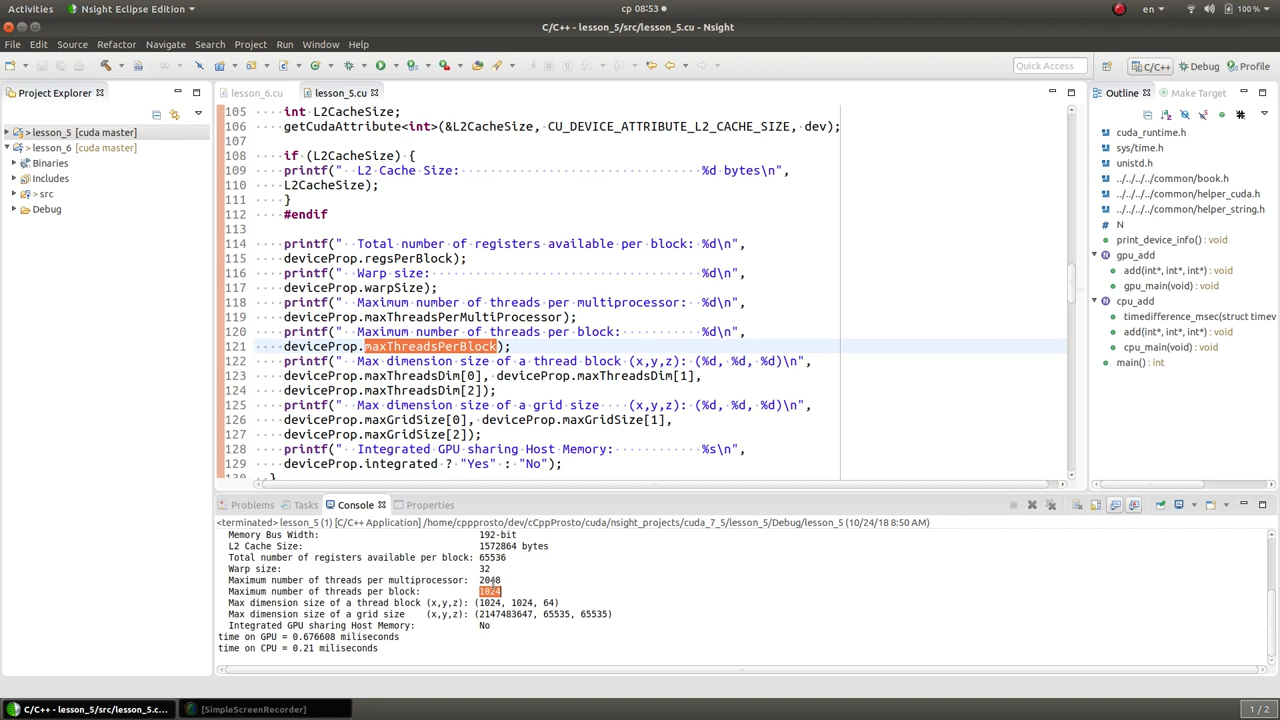 Activities Nsight Eclipse Edition ср 08:53 en 100 %
C/C++ - lesson_5/src/lesson_5.cu - Nsight
File Edit Source Refactor Navigate Search Project Run Window Help
Quick Access C/C++ Debug Profile
Project Explorer
lesson_5 [cuda master]
lesson_6 [cuda master]
Binaries
Includes
src
Debug
lesson_6.cu lesson_5.cu
105 int L2CacheSize;
106 getCudaAttribute<int>(&L2CacheSize, CU_DEVICE_ATTRIBUTE_L2_CACHE_SIZE, dev);
107
108 if (L2CacheSize) {
109 printf("  L2 Cache Size: %d bytes\n",
110 L2CacheSize);
111 }
112 #endif
113
114 printf("  Total number of registers available per block: %d\n",
115 deviceProp.regsPerBlock);
116 printf("  Warp size: %d\n",
117 deviceProp.warpSize);
118 printf("  Maximum number of threads per multiprocessor: %d\n",
119 deviceProp.maxThreadsPerMultiProcessor);
120 printf("  Maximum number of threads per block: %d\n",
121 deviceProp.maxThreadsPerBlock);
122 printf("  Max dimension size of a thread block (x,y,z): (%d, %d, %d)\n",
123 deviceProp.maxThreadsDim[0], deviceProp.maxThreadsDim[1],
124 deviceProp.maxThreadsDim[2]);
125 printf("  Max dimension size of a grid size (x,y,z): (%d, %d, %d)\n",
126 deviceProp.maxGridSize[0], deviceProp.maxGridSize[1],
127 deviceProp.maxGridSize[2]);
128 printf("  Integrated GPU sharing Host Memory: %s\n",
129 deviceProp.integrated ? "Yes" : "No");
130 }
Outline Make Target
cuda_runtime.h
sys/time.h
unistd.h
../../../../common/book.h
../../../../common/helper_cuda.h
../../../../common/helper_string.h
N
print_device_info() : void
gpu_add
add(int*, int*, int*) : void
gpu_main(void) : void
cpu_add
timedifference_msec(struct timev
add(int*, int*, int*) : void
cpu_main(void) : void
main() : int
Problems Tasks Console Properties
<terminated> lesson_5 (1) [C/C++ Application] /home/cppprosto/dev/cCppProsto/cuda/nsight_projects/cuda_7_5/lesson_5/Debug/lesson_5 (10/24/18 8:50 AM)
Memory Bus Width: 192-bit
L2 Cache Size: 1572864 bytes
Total number of registers available per block: 65536
Warp size: 32
Maximum number of threads per multiprocessor: 2048
Maximum number of threads per block: 1024
Max dimension size of a thread block (x,y,z): (1024, 1024, 64)
Max dimension size of a grid size (x,y,z): (2147483647, 65535, 65535)
Integrated GPU sharing Host Memory: No
time on GPU = 0.676608 miliseconds
time on CPU = 0.21 miliseconds
C/C++ - lesson_5/src/lesson_5.c... [SimpleScreenRecorder] 1 / 2